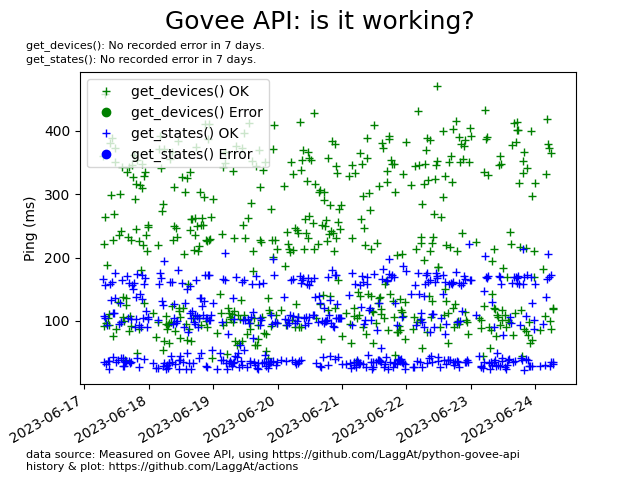 Govee API: is it working?
get_devices(): No recorded error in 7 days.
get_states(): No recorded error in 7 days.
get_devices() OK
get_devices() Error
get_states() OK
get_states() Error
Ping (ms)
400
300
200
100
2023-06-17
2023-06-18
2023-06-19
2023-06-20
2023-06-21
2023-06-22
2023-06-23
2023-06-24
data source: Measured on Govee API, using https://github.com/LaggAt/python-govee-api
history & plot: https://github.com/LaggAt/actions